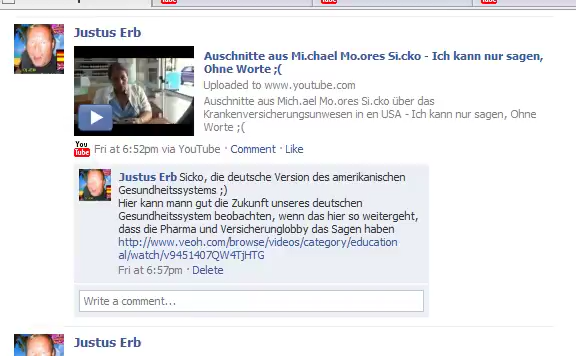 Justus Erb
Auschnitte aus Mi.chael Mo.ores Si.cko - Ich kann nur sagen,
Ohne Worte ;(
Uploaded to www.youtube.com
Auschnitte aus Mich.ael Mo.ores Si.cko über das
Krankenversicherungsunwesen in en USA - Ich kann nur sagen, Ohne
Worte ;(
You
Tube
Fri at 6:52pm via YouTube · Comment · Like
Justus Erb Sicko, die deutsche Version des amerikanischen
Gesundheitssystems ;)
Hier kann mann gut die Zukunft unseres deutschen
Gesundheitssystem beobachten, wenn das hier so weitergeht,
dass die Pharma und Versicherunglobby das Sagen haben
http://www.veoh.com/browse/videos/category/education
al/watch/v9451407QW4TjHTG
Fri at 6:57pm · Delete
Write a comment...
Justus Erb